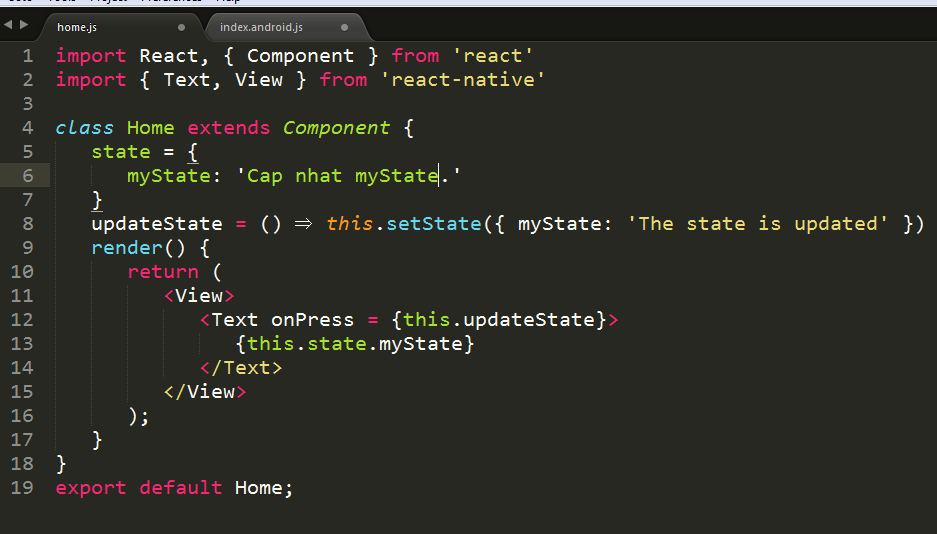 home.js index.android.js
1 import React, { Component } from 'react'
2 import { Text, View } from 'react-native'
3
4 class Home extends Component {
5    state = {
6       myState: 'Cap nhat myState.'
7    }
8    updateState = () ⇒ this.setState({ myState: 'The state is updated' })
9    render() {
10       return (
11          <View>
12             <Text onPress = {this.updateState}>
13                {this.state.myState}
14             </Text>
15          </View>
16       );
17    }
18 }
19 export default Home;